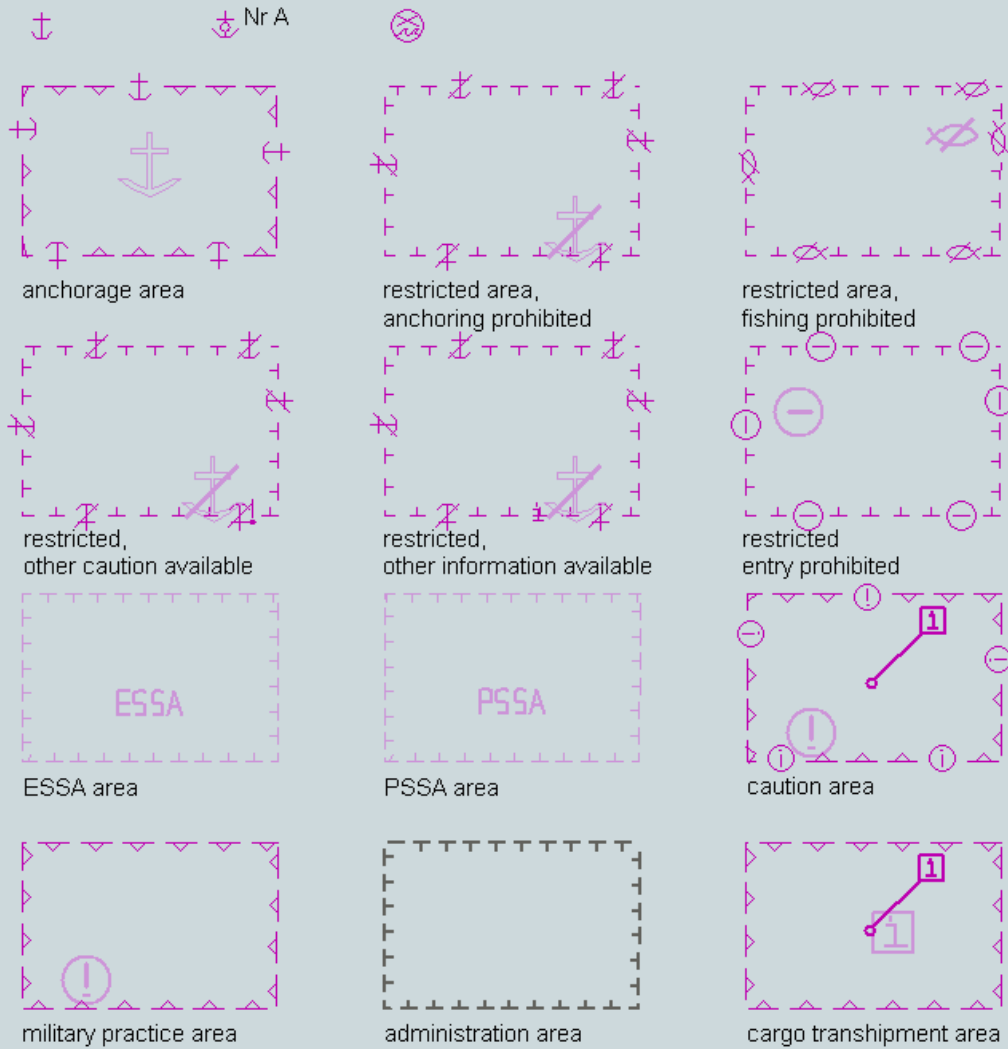 Nr A
anchorage area
restricted area,
anchoring prohibited
restricted area,
fishing prohibited
restricted,
other caution available
restricted,
other information available
restricted
entry prohibited
ESSA
PSSA
i
!
ESSA area
PSSA area
caution area
!
i
i
military practice area
administration area
cargo transhipment area